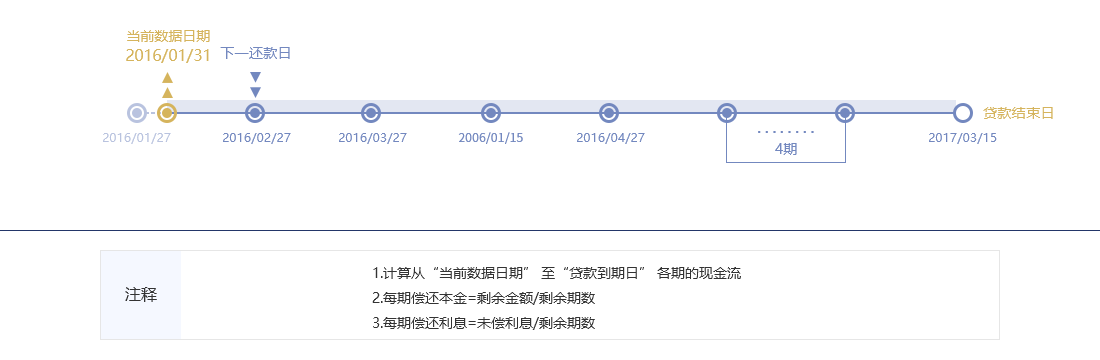 当前数据日期
2016/01/31
下一还款日
贷款结束日
2016/01/27
2016/02/27
2016/03/27
2006/01/15
2016/04/27
········
4期
2017/03/15
注释
1.计算从“当前数据日期” 至“贷款到期日” 各期的现金流
2.每期偿还本金=剩余金额/剩余期数
3.每期偿还利息=未偿利息/剩余期数